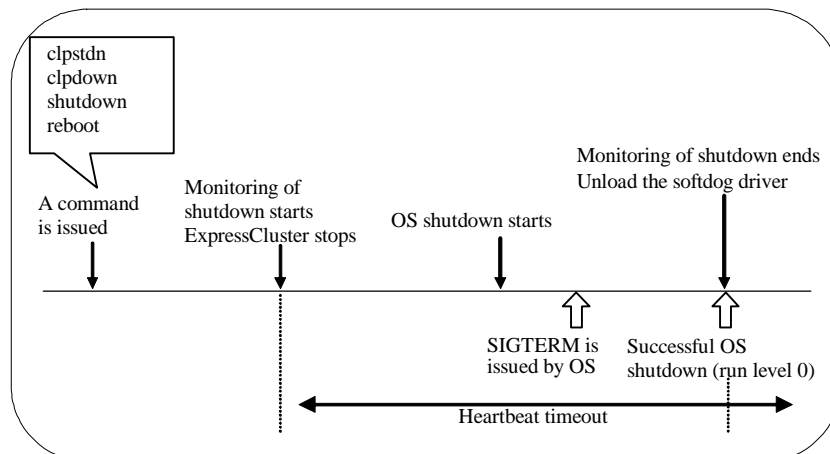 clpstdn
clpdown
shutdown
reboot
A command
is issued
Monitoring of
shutdown starts
ExpressCluster stops
OS shutdown starts
Monitoring of shutdown ends
Unload the softdog driver
SIGTERM is
issued by OS
Successful OS
shutdown (run level 0)
Heartbeat timeout